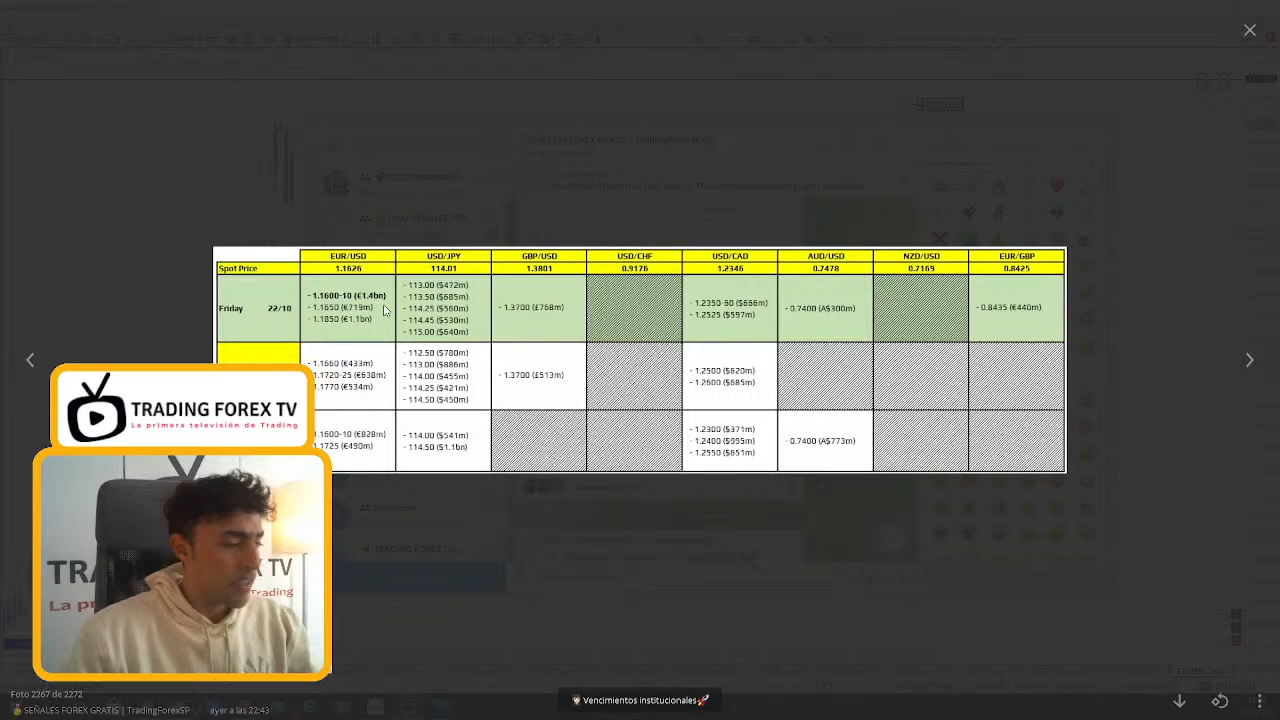 EUR/USD USD/JPY GBP/USD USD/CHF USD/CAD AUD/USD NZD/USD EUR/GBP
Spot Price 1.1626 114.01 1.3801 0.9176 1.2346 0.7478 0.7169 0.8425
Friday 22/10
- 1.1600-10 (€1.4bn)
- 1.1650 (€719m)
- 1.1850 (€1.1bn)
- 113.00 ($472m)
- 113.50 ($685m)
- 114.25 ($560m)
- 114.45 ($530m)
- 115.00 ($640m)
- 1.3700 (£768m)
- 1.2350-60 ($666m)
- 1.2525 ($597m)
- 0.7400 (A$300m)
- 0.8435 (€440m)
- 1.1660 (€433m)
1.1720-25 (€638m)
1.1770 (€534m)
- 112.50 ($780m)
- 113.00 ($886m)
- 114.00 ($455m)
- 114.25 ($421m)
- 114.50 ($450m)
- 1.3700 (£513m)
- 1.2500 ($620m)
- 1.2600 ($685m)
1.1600-10 (€828m)
1.1725 (€490m)
- 114.00 ($541m)
- 114.50 ($1.1bn)
- 1.2300 ($371m)
- 1.2400 ($995m)
- 1.2550 ($651m)
- 0.7400 (A$773m)
TRADING FOREX TV
La primera televisión de Trading
Foto 2267 de 2272
SEÑALES FOREX GRATIS | TradingForexSP ayer a las 22:43
Vencimientos institucionales